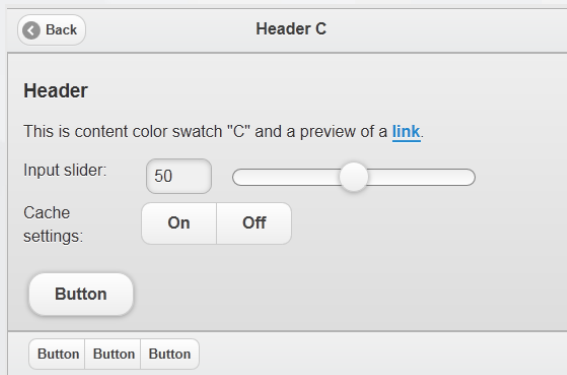 Back
Header C
Header
This is content color swatch "C" and a preview of a link.
Input slider:
50
Cache
settings:
On
Off
Button
Button
Button
Button